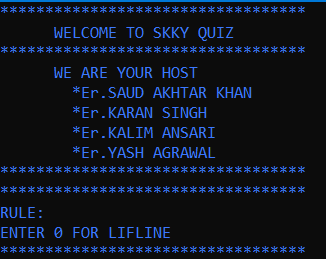 **********************************
WELCOME TO SKKY QUIZ
**********************************
WE ARE YOUR HOST
*Er.SAUD AKHTAR KHAN
*Er.KARAN SINGH
*Er.KALIM ANSARI
*Er.YASH AGRAWAL
**********************************
**********************************
RULE:
ENTER 0 FOR LIFLINE
**********************************